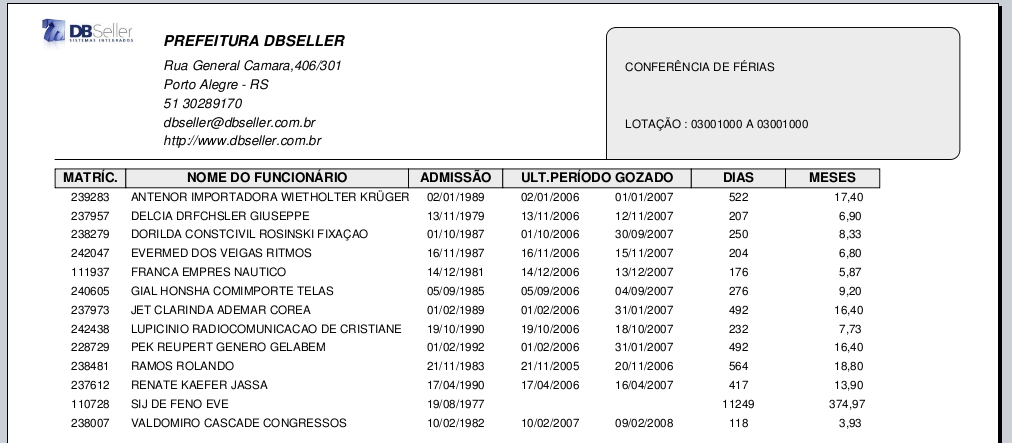 DBSeller
SISTEMAS INTEGRADOS
PREFEITURA DBSELLER
Rua General Camara,406/301
Porto Alegre - RS
51 30289170
dbseller@dbseller.com.br
http://www.dbseller.com.br
CONFERÊNCIA DE FÉRIAS
LOTAÇÃO : 03001000 A 03001000
MATRÍC. NOME DO FUNCIONÁRIO ADMISSÃO ULT.PERÍODO GOZADO DIAS MESES
239283 ANTENOR IMPORTADORA WIETHOLTER KRÜGER 02/01/1989 02/01/2006 01/01/2007 522 17,40
237957 DELCIA DRFCHSLER GIUSEPPE 13/11/1979 13/11/2006 12/11/2007 207 6,90
238279 DORILDA CONSTCIVIL ROSINSKI FIXAÇAO 01/10/1987 01/10/2006 30/09/2007 250 8,33
242047 EVERMED DOS VEIGAS RITMOS 16/11/1987 16/11/2006 15/11/2007 204 6,80
111937 FRANCA EMPRES NAUTICO 14/12/1981 14/12/2006 13/12/2007 176 5,87
240605 GIAL HONSHA COMIMPORTE TELAS 05/09/1985 05/09/2006 04/09/2007 276 9,20
237973 JET CLARINDA ADEMAR COREA 01/02/1989 01/02/2006 31/01/2007 492 16,40
242438 LUPICINIO RADIOCOMUNICACAO DE CRISTIANE 19/10/1990 19/10/2006 18/10/2007 232 7,73
228729 PEK REUPERT GENERO GELABEM 01/02/1992 01/02/2006 31/01/2007 492 16,40
238481 RAMOS ROLANDO 21/11/1983 21/11/2005 20/11/2006 564 18,80
237612 RENATE KAEFER JASSA 17/04/1990 17/04/2006 16/04/2007 417 13,90
110728 SIJ DE FENO EVE 19/08/1977 11249 374,97
238007 VALDOMIRO CASCADE CONGRESSOS 10/02/1982 10/02/2007 09/02/2008 118 3,93